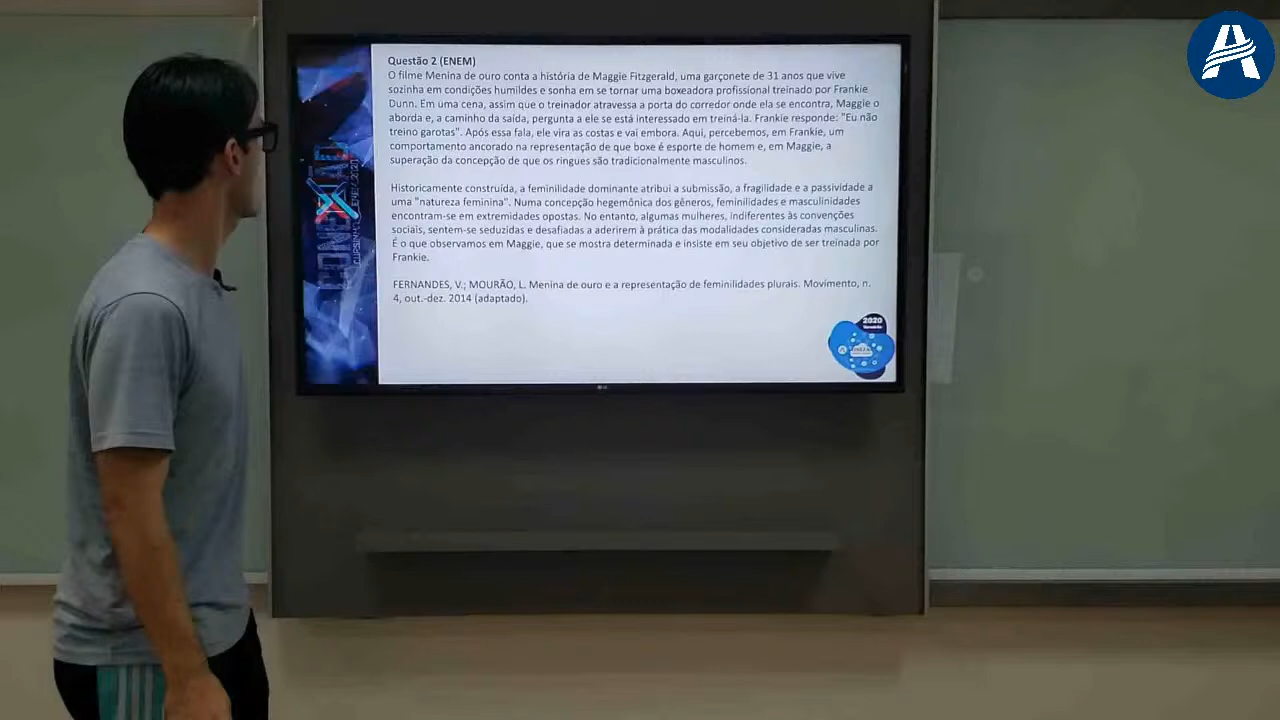 Questão 2 (ENEM)
O filme Menina de ouro conta a história de Maggie Fitzgerald, uma garçonete de 31 anos que vive
sozinha em condições humildes e sonha em se tornar uma boxeadora profissional treinado por Frankie
Dunn. Em uma cena, assim que o treinador atravessa a porta do corredor onde ela se encontra, Maggie o
aborda e, a caminho da saída, pergunta a ele se está interessado em treiná-la. Frankie responde: "Eu não
treino garotas". Após essa fala, ele vira as costas e vai embora. Aqui, percebemos, em Frankie, um
comportamento ancorado na representação de que boxe é esporte de homem e, em Maggie, a
superação da concepção de que os ringues são tradicionalmente masculinos.
Historicamente construída, a feminilidade dominante atribui a submissão, a fragilidade e a passividade a
uma "natureza feminina". Numa concepção hegemônica dos gêneros, feminilidades e masculinidades
encontram-se em extremidades opostas. No entanto, algumas mulheres, indiferentes às convenções
sociais, sentem-se seduzidas e desafiadas a aderirem à prática das modalidades consideradas masculinas.
É o que observamos em Maggie, que se mostra determinada e insiste em seu objetivo de ser treinada por
Frankie.
FERNANDES, V.; MOURÃO, L. Menina de ouro e a representação de feminilidades plurais. Movimento, n.
4, out.-dez. 2014 (adaptado).
2020
LG